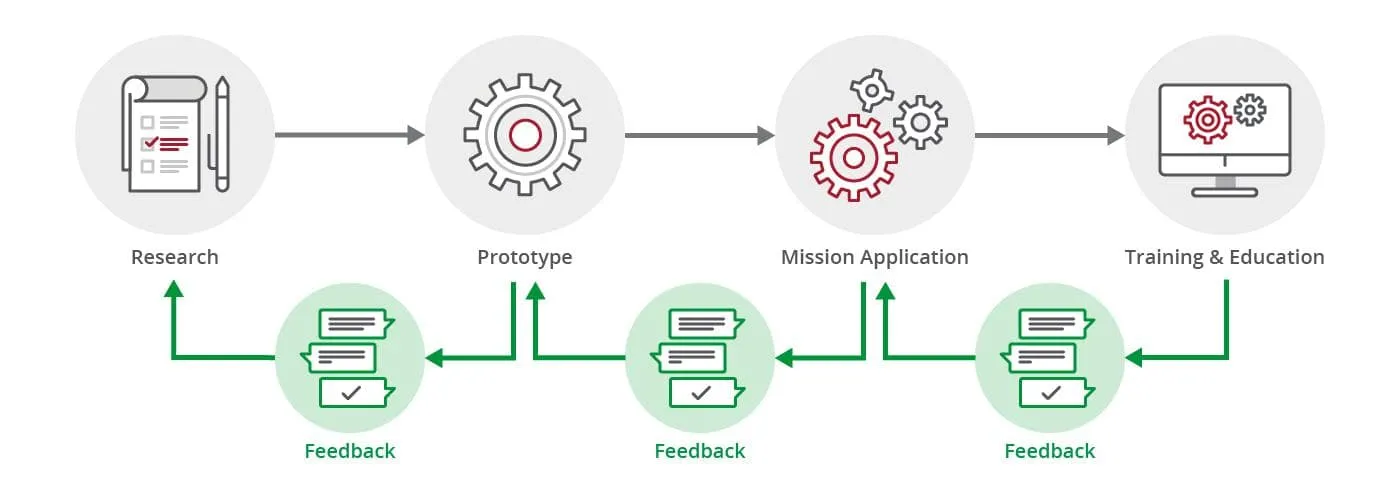 Research
Prototype
Mission Application
Training & Education
Feedback
Feedback
Feedback